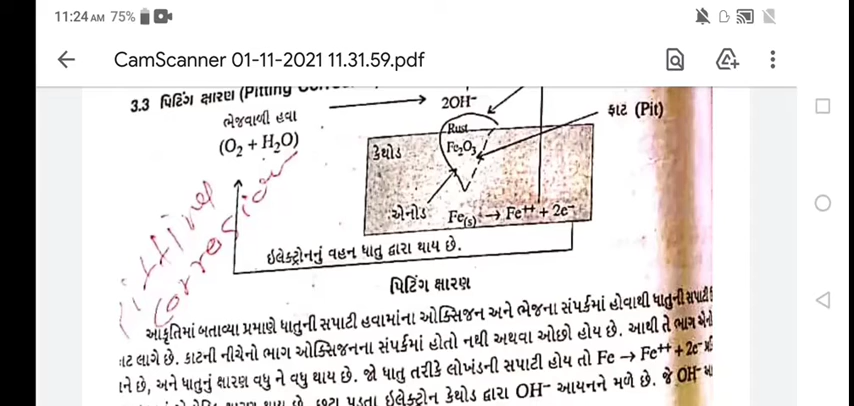 11:24 AM 75%
CamScanner 01-11-2021 11.31.59.pdf
3.3 પિટિંગ ક્ષારણ (Pitting
ભેજવાળી હવા
(O₂ + H₂O)
2OH⁻
ફાટ (Pit)
Rust
Fe₂O₃
કેથોડ
એનોડ
Fe(s) → Fe⁺⁺ + 2e⁻
ઇલેક્ટ્રોનનું વહન ધાતુ દ્વારા થાય છે.
corrosion
પિટિંગ ક્ષારણ
આકૃતિમાં બતાવ્યા પ્રમાણે ધાતુની સપાટી હવામાંના ઓક્સિજન અને ભેજના સંપર્કમાં હોવાથી ધાતુની સપાટી
લાગે છે. કાટની નીચેનો ભાગ ઓક્સિજનના સંપર્કમાં હોતો નથી અથવા ઓછો હોય છે. આથી તે ભાગ
છે, અને ધાતુનું ક્ષારણ વધુ ને વધુ થાય છે. જો ધાતુ તરીકે લોખંડની સપાટી હોય તો Fe → Fe⁺⁺ + 2e⁻
છે. છૂટા પડતા ઇલેક્ટ્રોન કેથોડ દ્વારા OH⁻ આયનને મળે છે. જે OH⁻